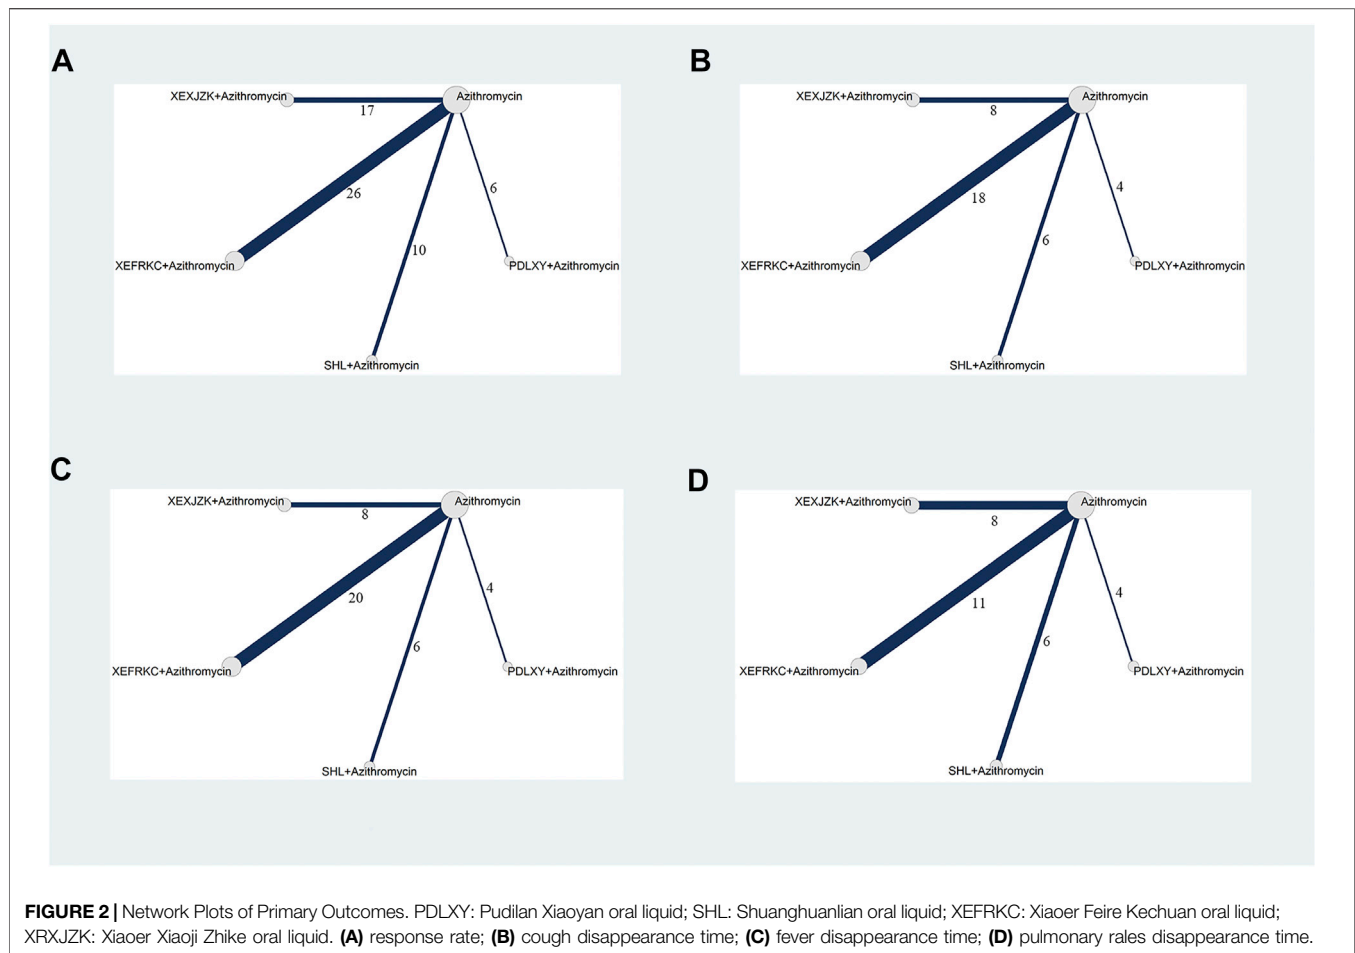 A
XEXJZK+Azithromycin
Azithromycin
17
26
6
10
XEFRKC+Azithromycin
PDLXY+Azithromycin
SHL+Azithromycin
B
XEXJZK+Azithromycin
Azithromycin
8
18
4
6
XEFRKC+Azithromycin
PDLXY+Azithromycin
SHL+Azithromycin
C
XEXJZK+Azithromycin
Azithromycin
8
20
4
6
XEFRKC+Azithromycin
PDLXY+Azithromycin
SHL+Azithromycin
D
XEXJZK+Azithromycin
Azithromycin
8
11
4
6
XEFRKC+Azithromycin
PDLXY+Azithromycin
SHL+Azithromycin
FIGURE 2 | Network Plots of Primary Outcomes. PDLXY: Pudilan Xiaoyan oral liquid; SHL: Shuanghuanlian oral liquid; XEFRKC: Xiaoer Feire Kechuan oral liquid;
XRXJZK: Xiaoer Xiaoji Zhike oral liquid. (A) response rate; (B) cough disappearance time; (C) fever disappearance time; (D) pulmonary rales disappearance time.